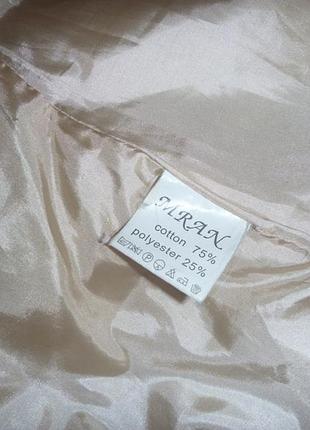 IMRAN
cotton 75%
polyester 25%